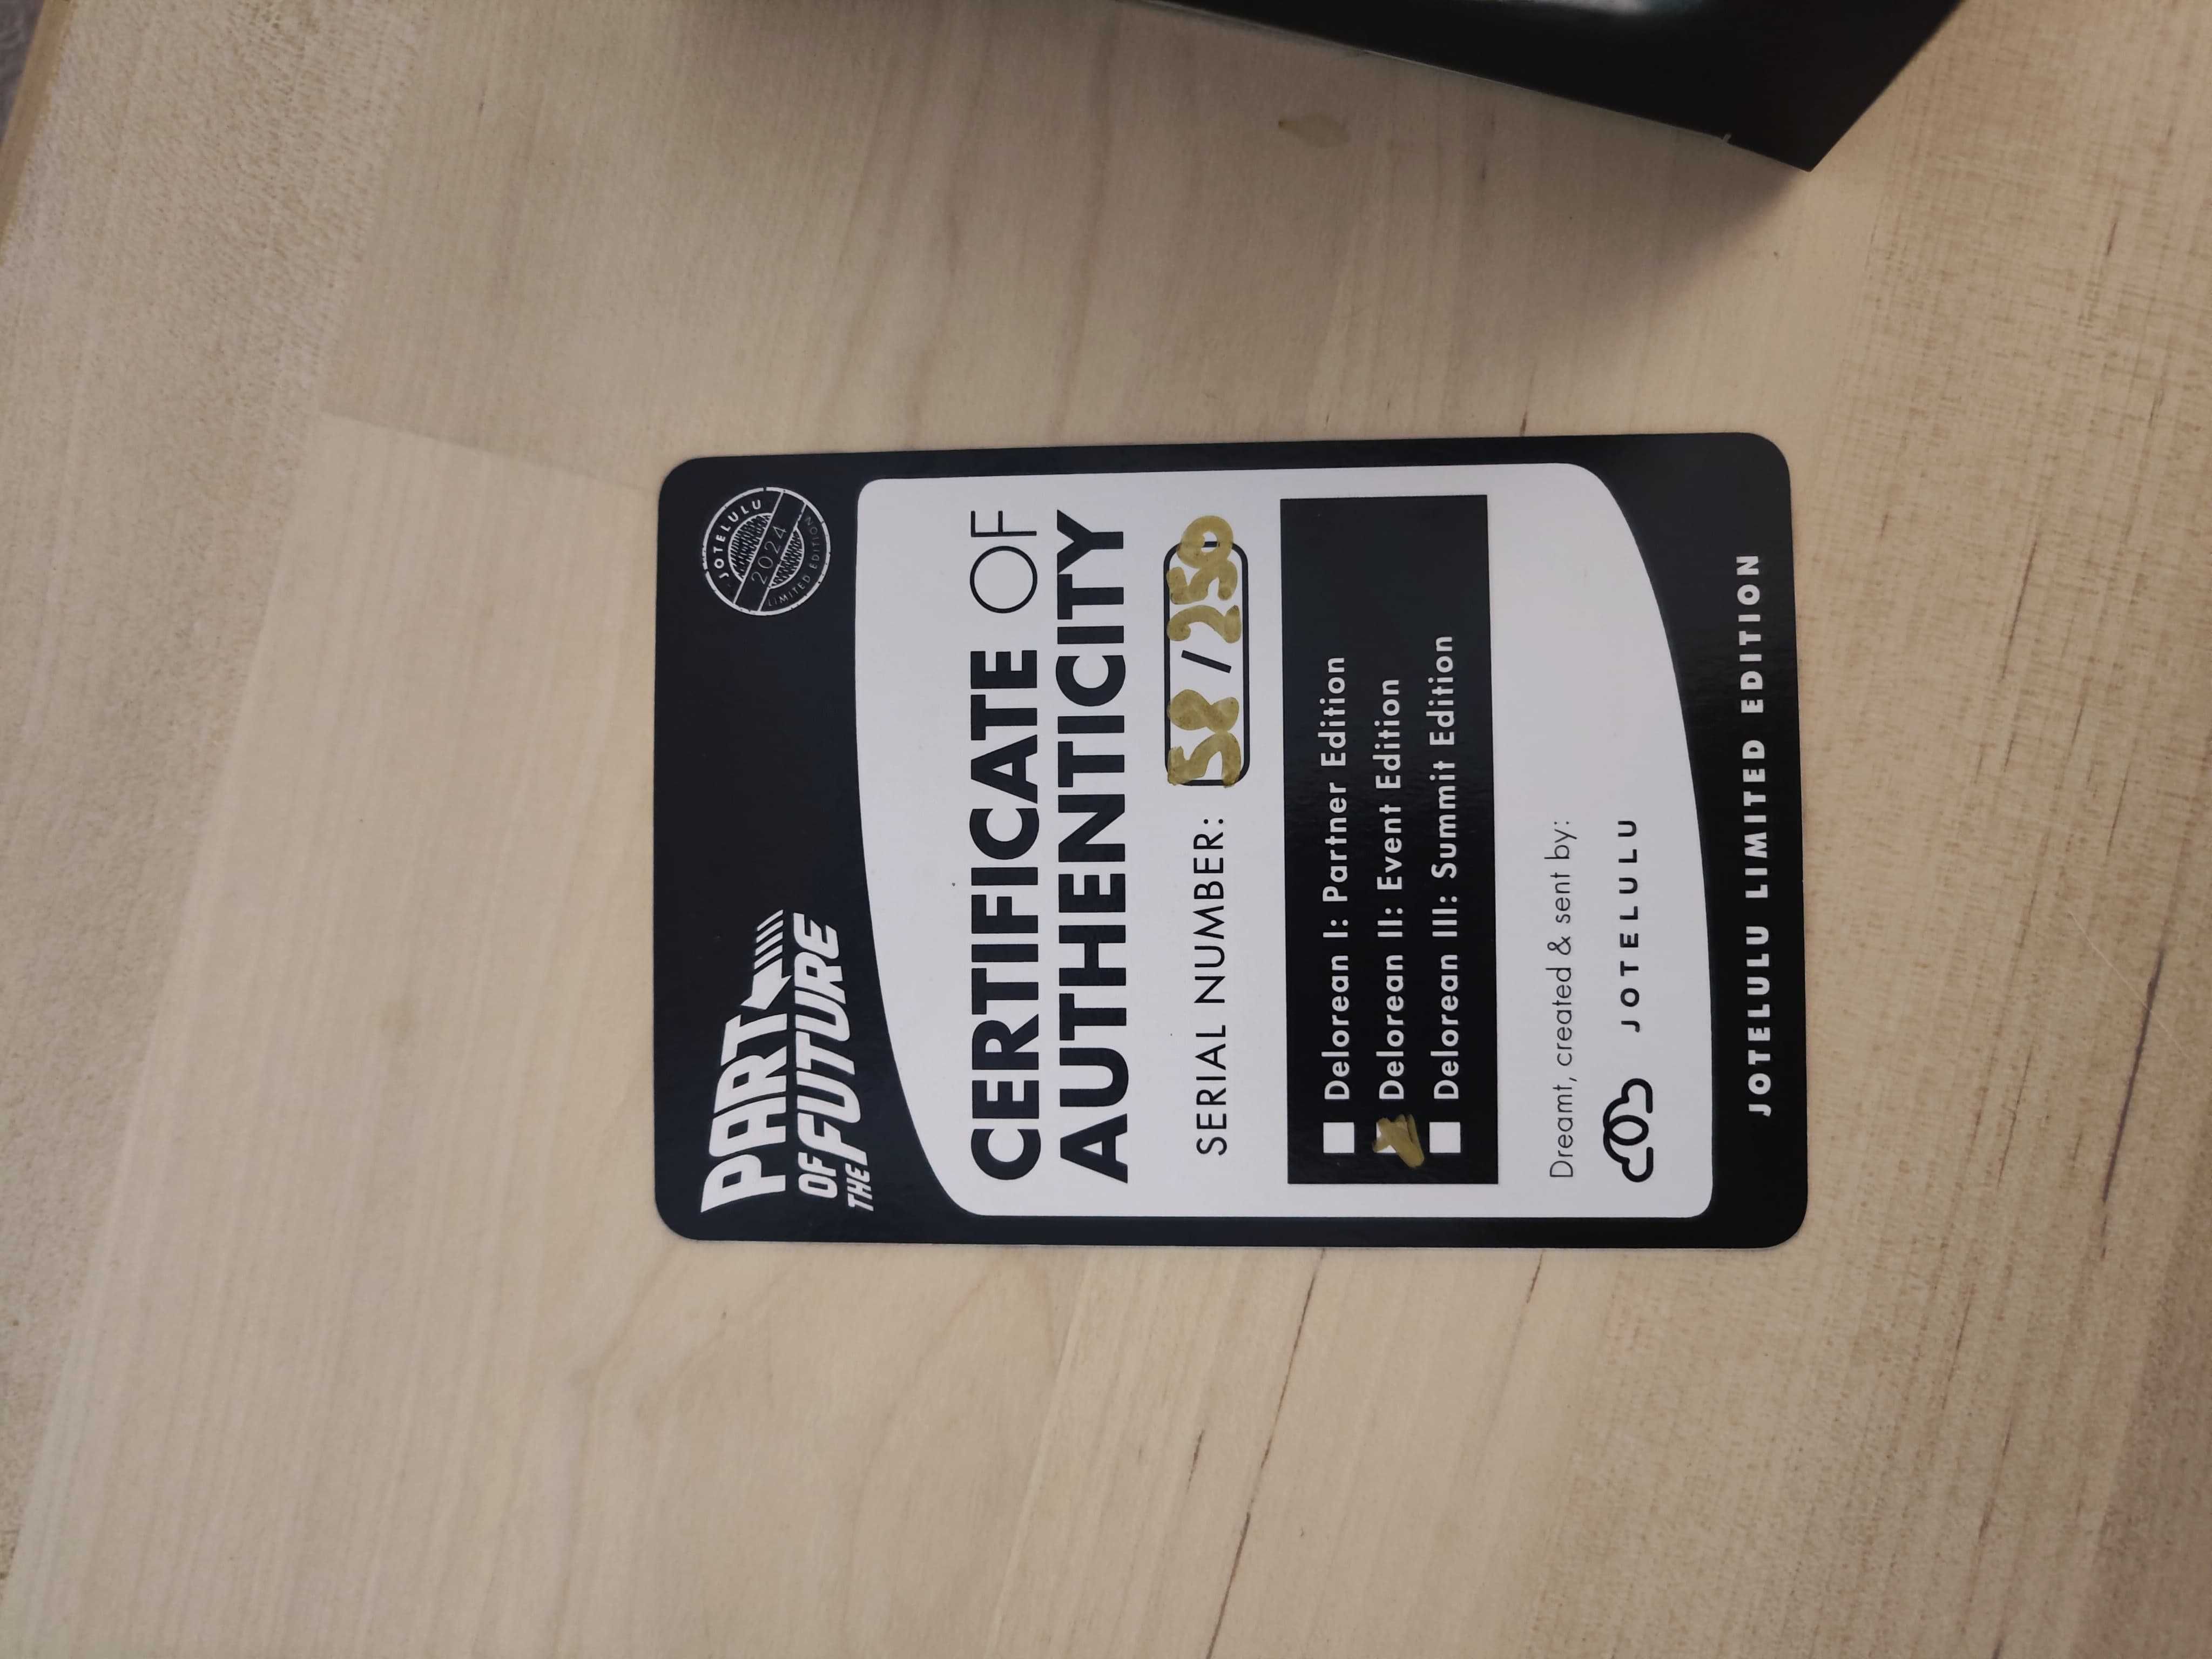 PART
OF
THE FUTURE
JOTELULU
2024
LIMITED EDITION
CERTIFICATE OF
AUTHENTICITY
SERIAL NUMBER: 58 / 250
Delorean I: Partner Edition
Delorean II: Event Edition
Delorean III: Summit Edition
Dreamt, created & sent by:
JOTELULU
JOTELULU LIMITED EDITION